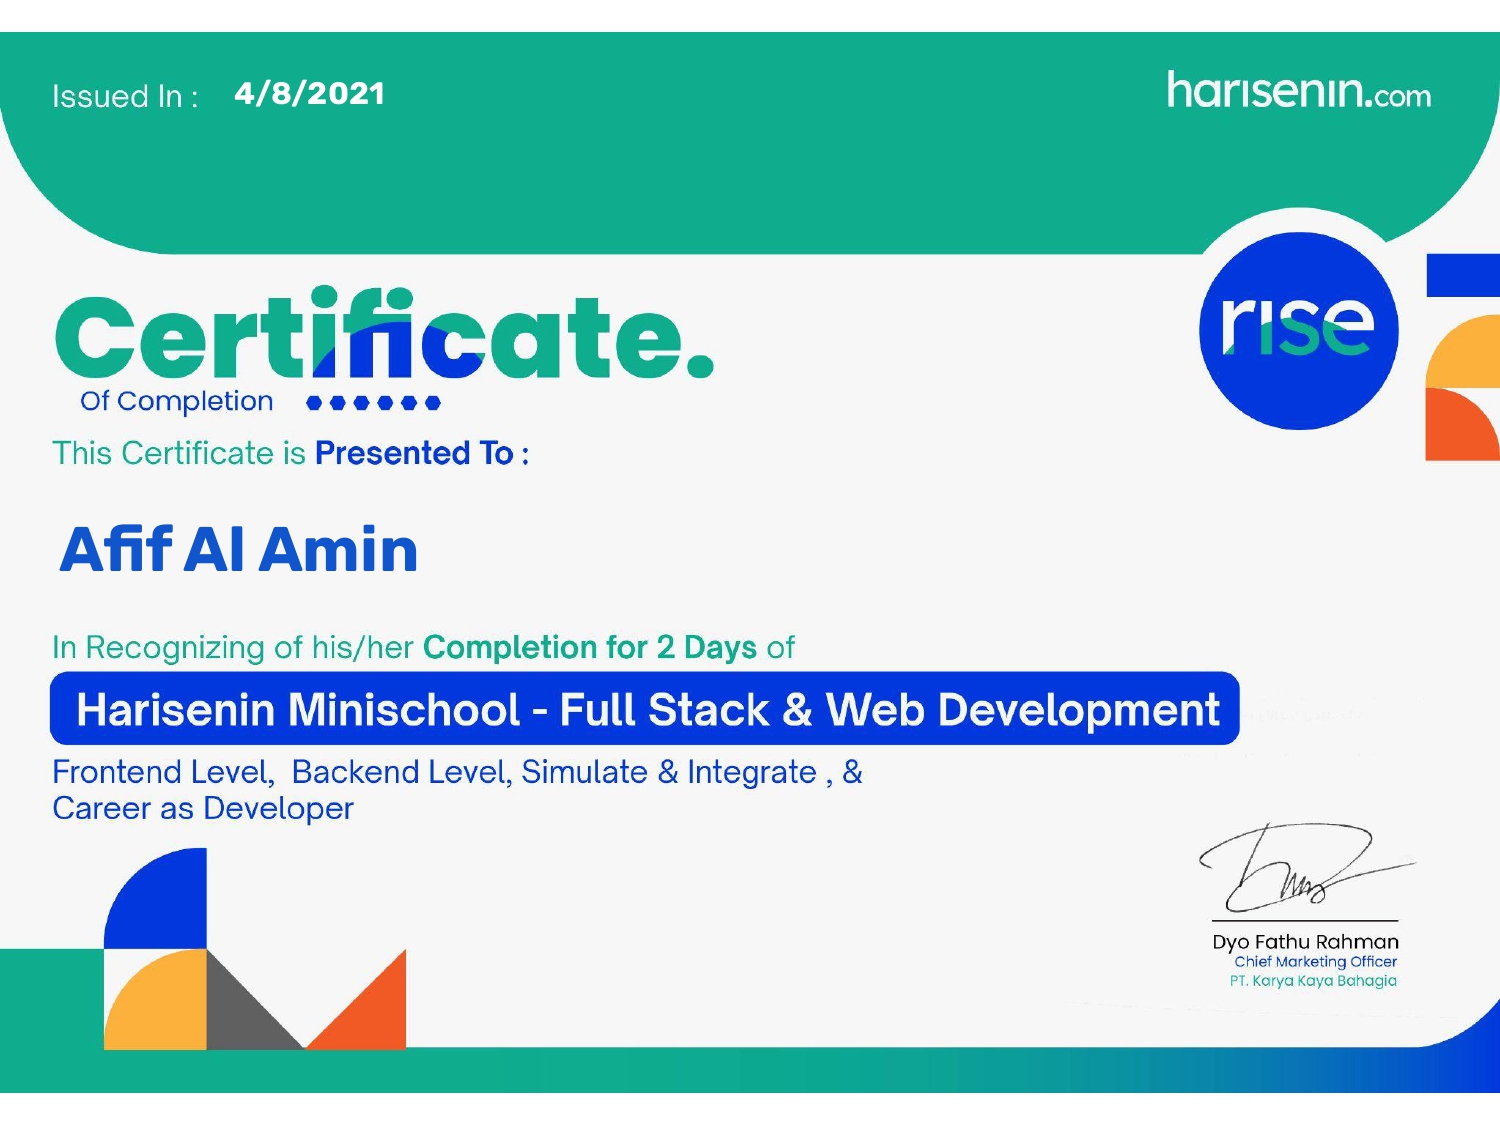 Issued In : 4/8/2021
harisenin.com
Certificate.
Of Completion
rise
This Certificate is Presented To :
Afif Al Amin
In Recognizing of his/her Completion for 2 Days of
Harisenin Minischool - Full Stack & Web Development
Frontend Level,  Backend Level, Simulate & Integrate , &
Career as Developer
Dyo Fathu Rahman
Chief Marketing Officer
PT. Karya Kaya Bahagia